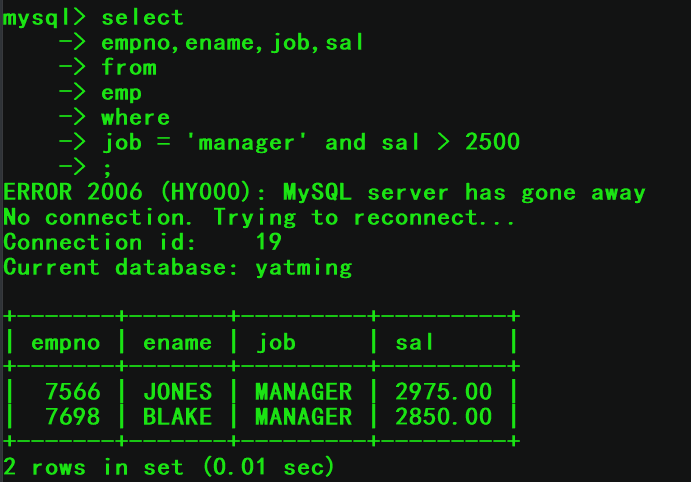 mysql> select
    -> empno,ename,job,sal
    -> from
    -> emp
    -> where
    -> job = 'manager' and sal > 2500
    -> ;
ERROR 2006 (HY000): MySQL server has gone away
No connection. Trying to reconnect...
Connection id:    19
Current database: yatming

+-------+-------+---------+---------+
| empno | ename | job     | sal     |
+-------+-------+---------+---------+
|  7566 | JONES | MANAGER | 2975.00 |
|  7698 | BLAKE | MANAGER | 2850.00 |
+-------+-------+---------+---------+
2 rows in set (0.01 sec)